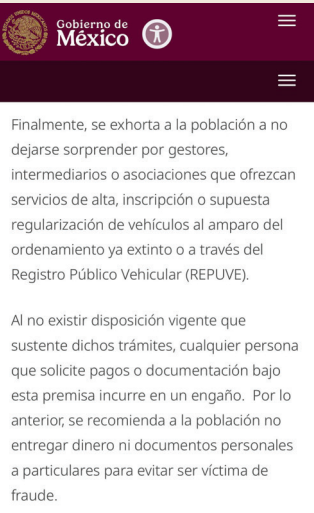 Gobierno de
México
Finalmente, se exhorta a la población a no
dejarse sorprender por gestores,
intermediarios o asociaciones que ofrezcan
servicios de alta, inscripción o supuesta
regularización de vehículos al amparo del
ordenamiento ya extinto o a través del
Registro Público Vehicular (REPUVE).
Al no existir disposición vigente que
sustente dichos trámites, cualquier persona
que solicite pagos o documentación bajo
esta premisa incurre en un engaño. Por lo
anterior, se recomienda a la población no
entregar dinero ni documentos personales
a particulares para evitar ser víctima de
fraude.